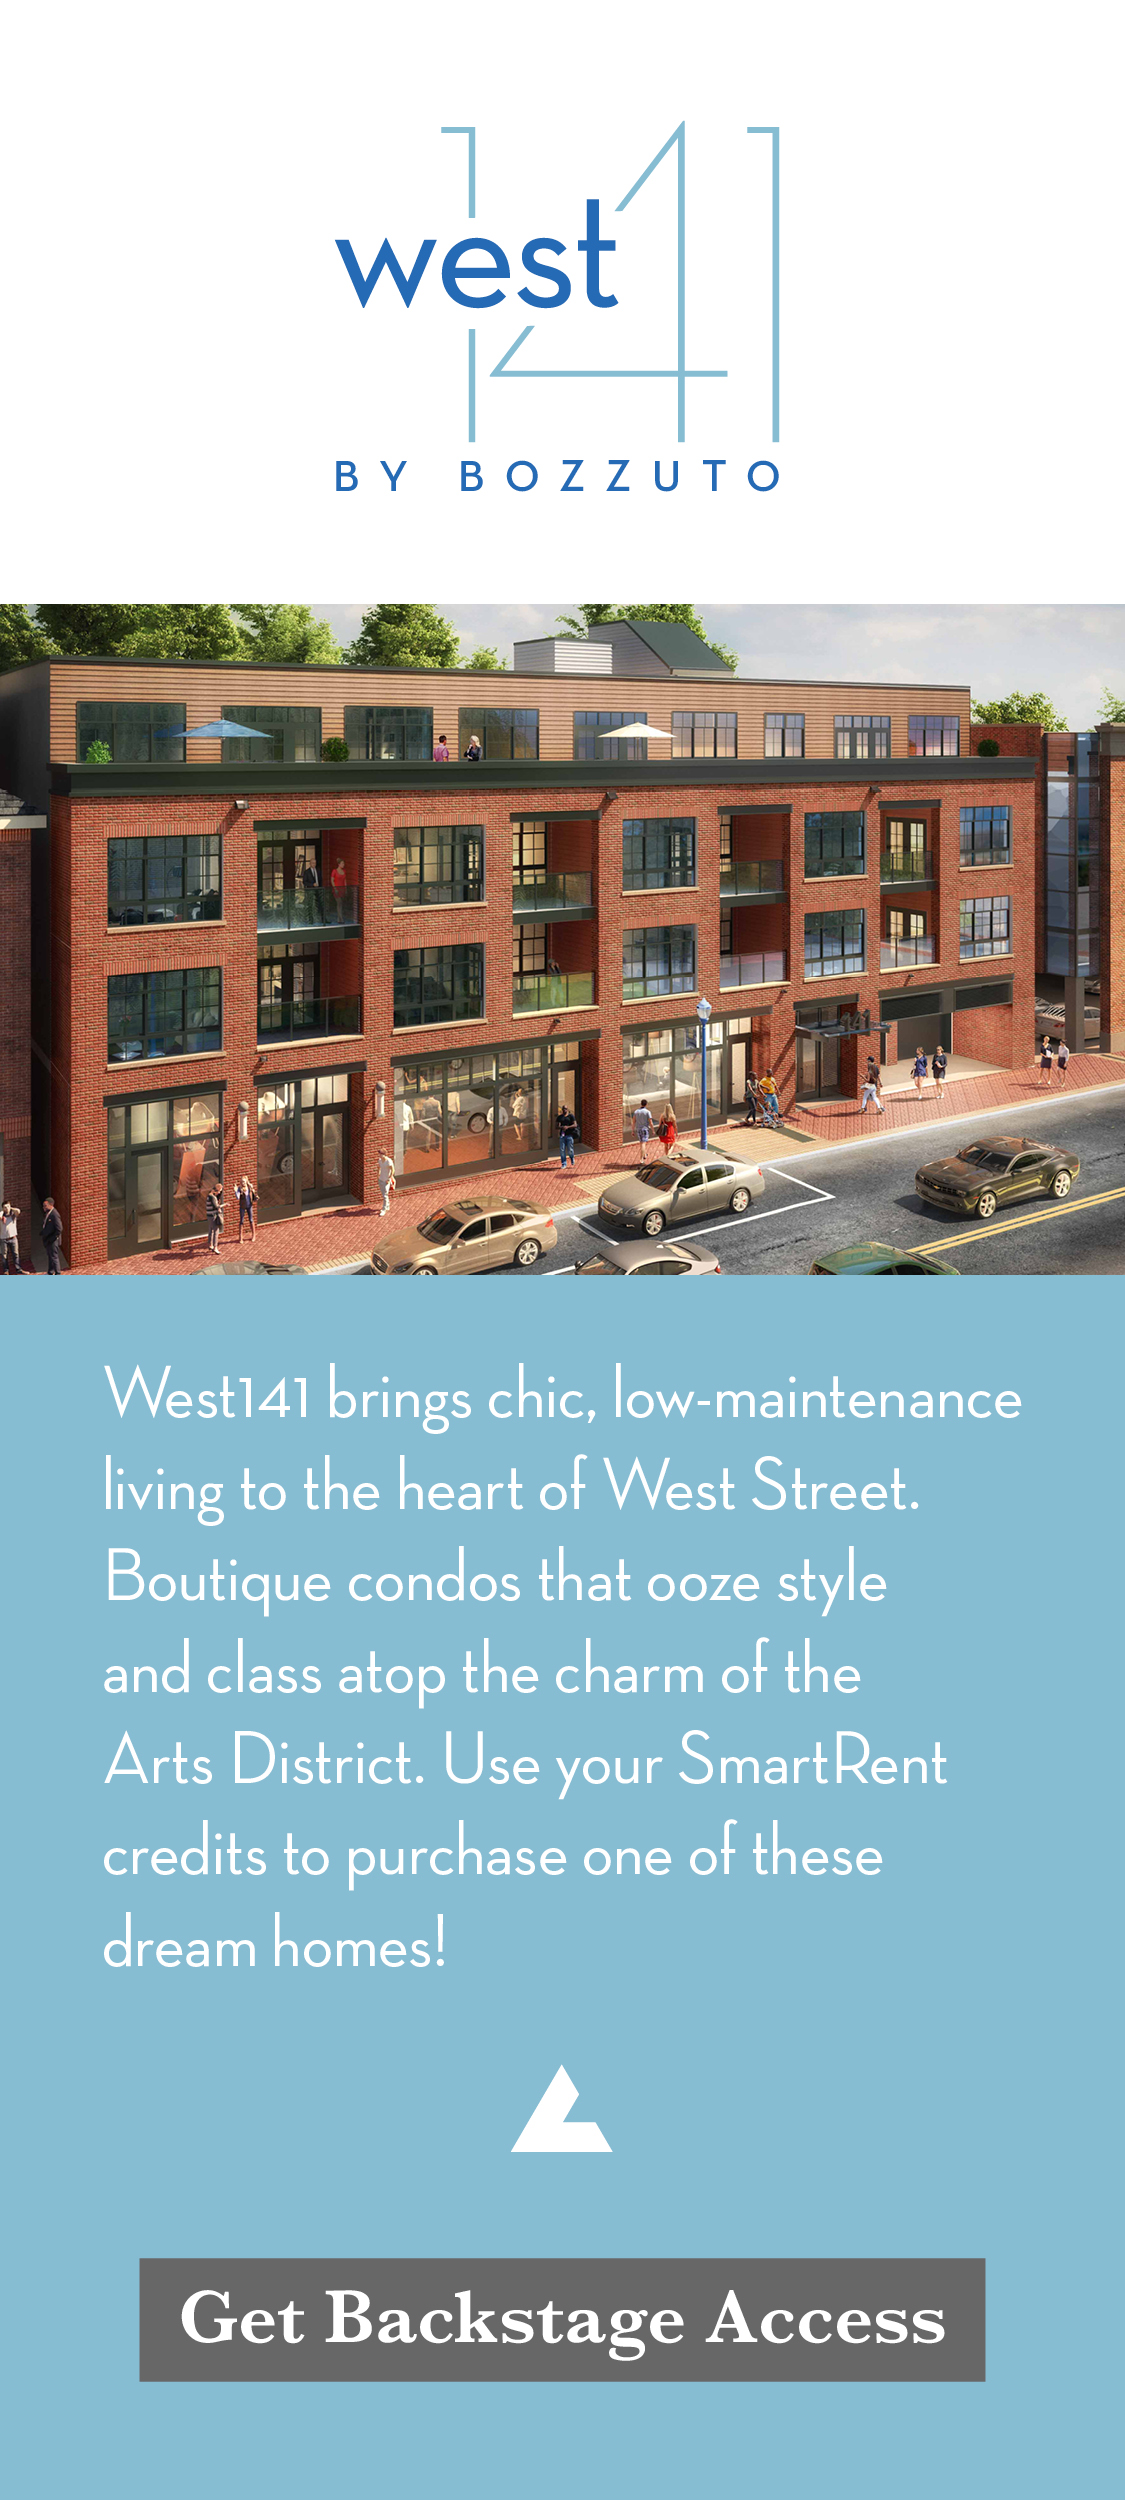 west
141
BY BOZZUTO
141
West141 brings chic, low-maintenance
living to the heart of West Street.
Boutique condos that ooze style
and class atop the charm of the
Arts District. Use your SmartRent
credits to purchase one of these
dream homes!
Get Backstage Access